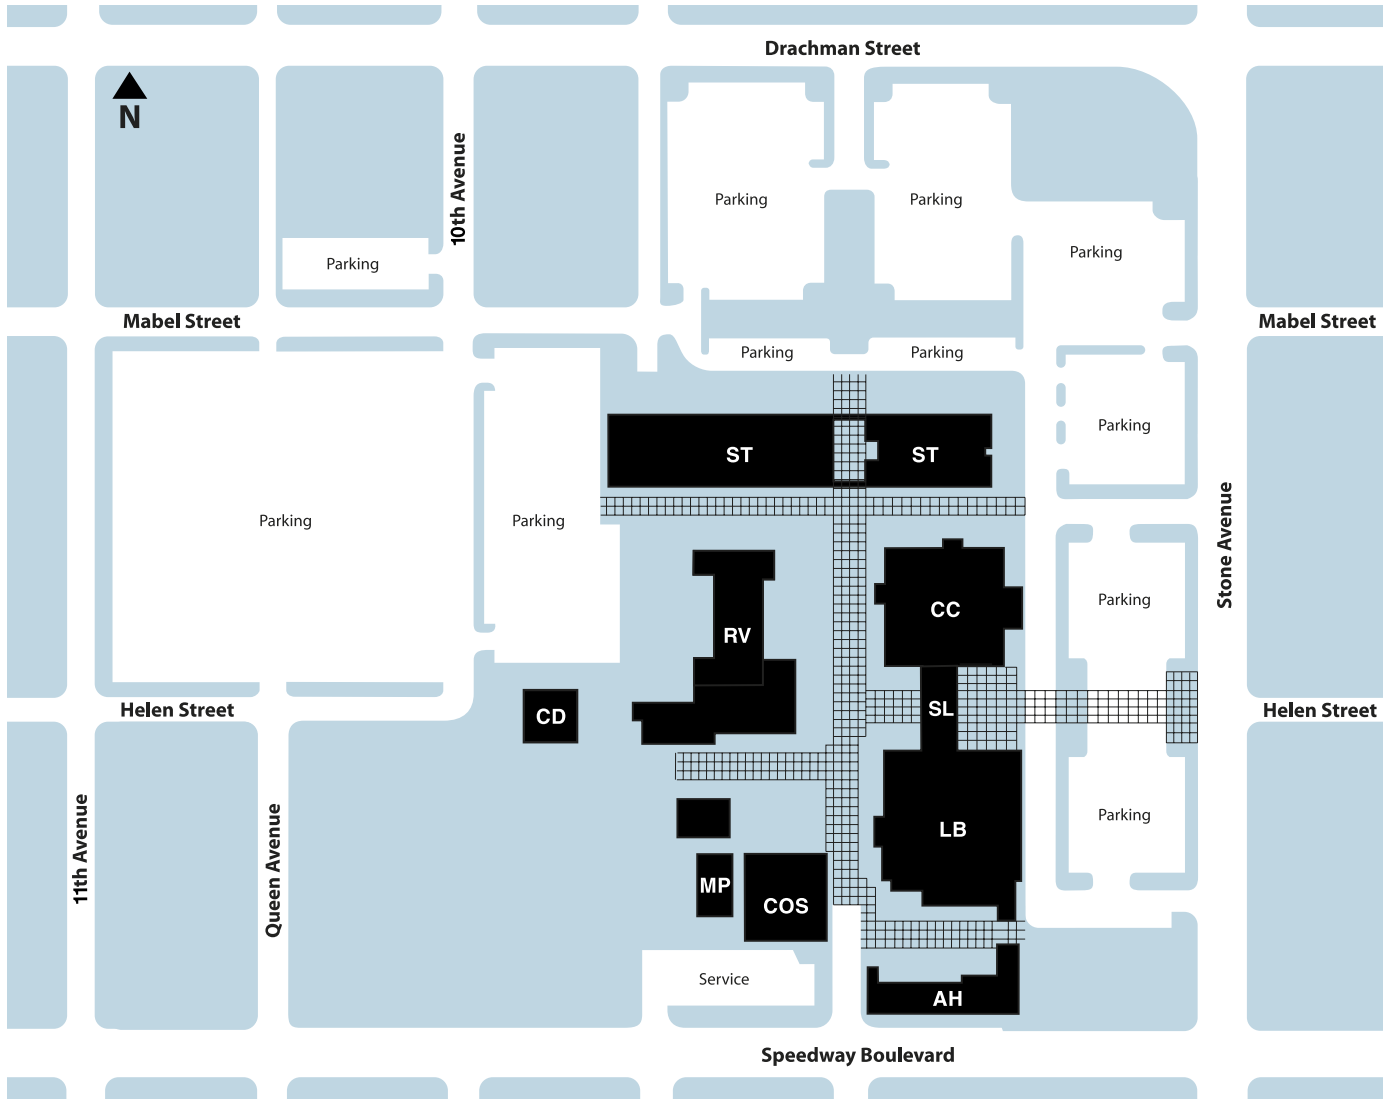 Drachman Street
N
10th Avenue
Parking
Parking
Parking
Parking
Mabel Street
Mabel Street
Parking
Parking
Parking
ST
ST
Parking
Parking
Stone Avenue
Parking
CC
RV
Helen Street
CD
SL
Helen Street
11th Avenue
Queen Avenue
LB
Parking
MP
COS
Service
AH
Speedway Boulevard